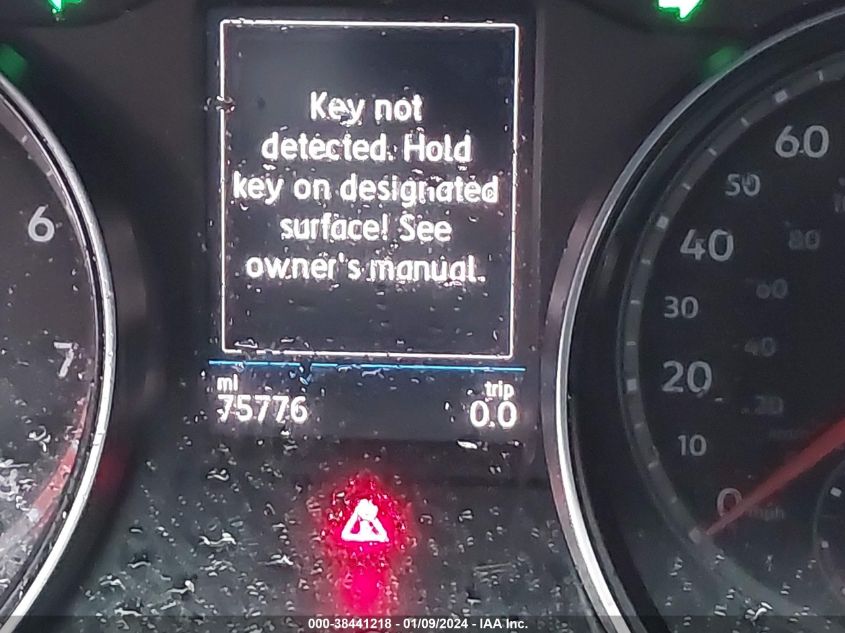 Key not
detected. Hold
key on designated
surface! See
owner's manual.
mi
75776
trip
0.0
6
7
60
50
40
30
20
10
0
80
60
40
20
mph
000-38441218 - 01/09/2024 - IAA Inc.